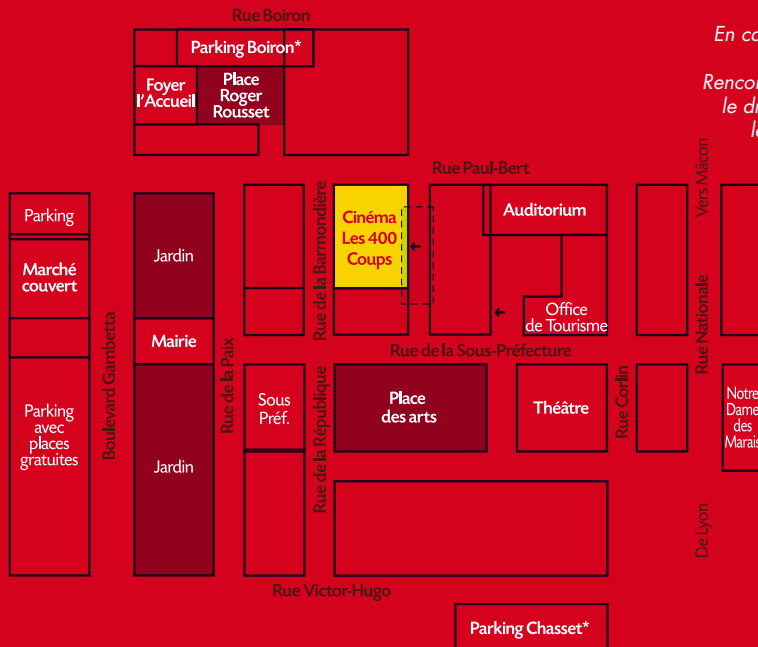 Rue Boiron
Parking Boiron*
Foyer
l'Accueil
Place
Roger
Rousset
En co
Rencon
le dr
le
Rue Paul-Bert
Vers Mâcon
Parking
Marché
couvert
Jardin
Rue de la Barmondière
Cinéma
Les 400
Coups
Auditorium
Office
de Tourisme
Mairie
Rue de la Sous-Préfecture
Rue Nationale
Boulevard Gambetta
Rue de la Paix
Parking
avec
places
gratuites
Jardin
Sous
Préf.
Rue de la République
Place
des arts
Théâtre
Rue Corlin
Notre
Dame
des
Marais
De Lyon
Rue Victor-Hugo
Parking Chasset*